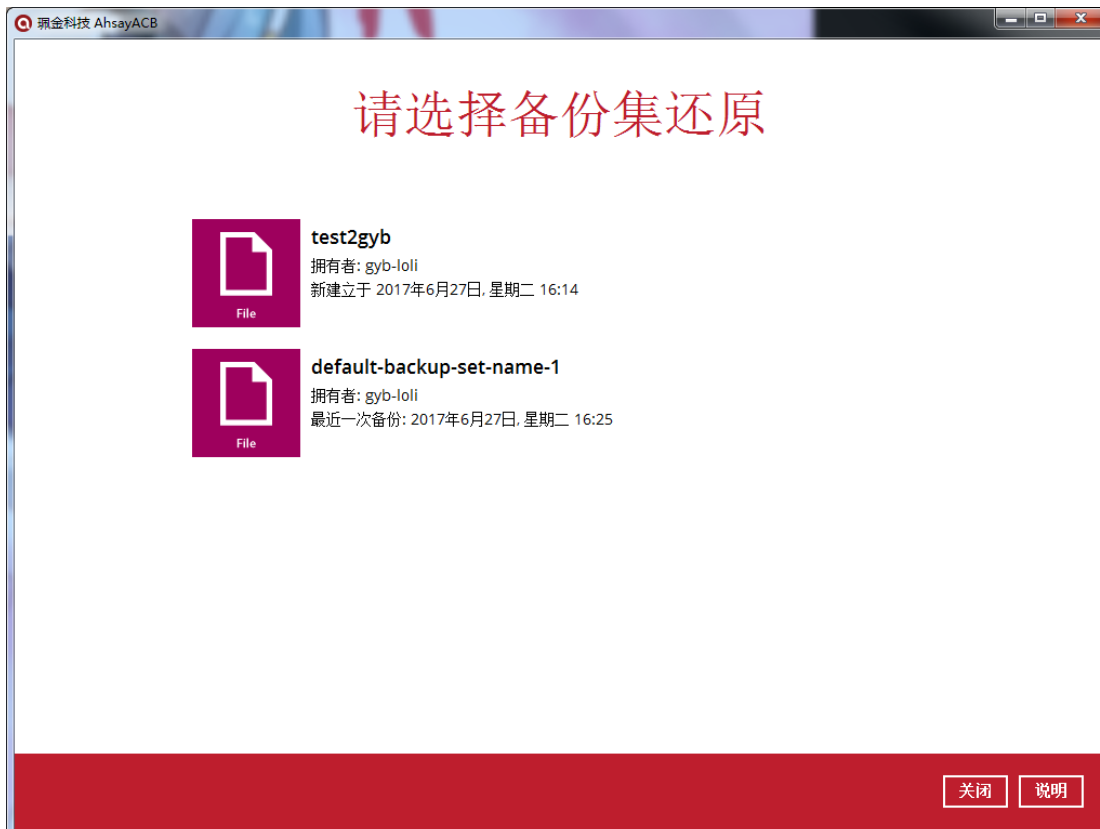 珮金科技 AhsayACB
请选择备份集还原
test2gyb
拥有者: gyb-loli
新建立于 2017年6月27日, 星期二 16:14
File
default-backup-set-name-1
拥有者: gyb-loli
最近一次备份: 2017年6月27日, 星期二 16:25
File
关闭
说明